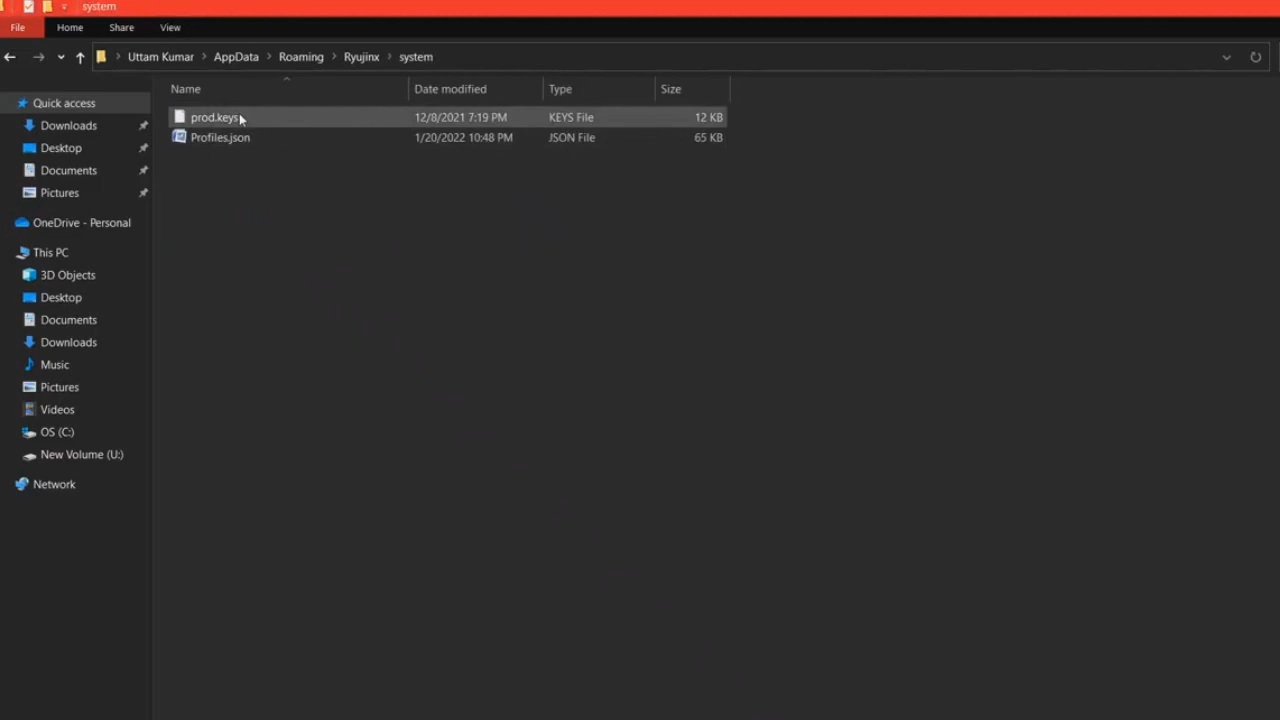 system
File Home Share View
Uttam Kumar AppData Roaming Ryujinx system
Name Date modified Type Size
Quick access
prod.keys 12/8/2021 7:19 PM KEYS File 12 KB
Downloads
Profiles.json 1/20/2022 10:48 PM JSON File 65 KB
Desktop
Documents
Pictures
OneDrive - Personal
This PC
3D Objects
Desktop
Documents
Downloads
Music
Pictures
Videos
OS (C:)
New Volume (U:)
Network